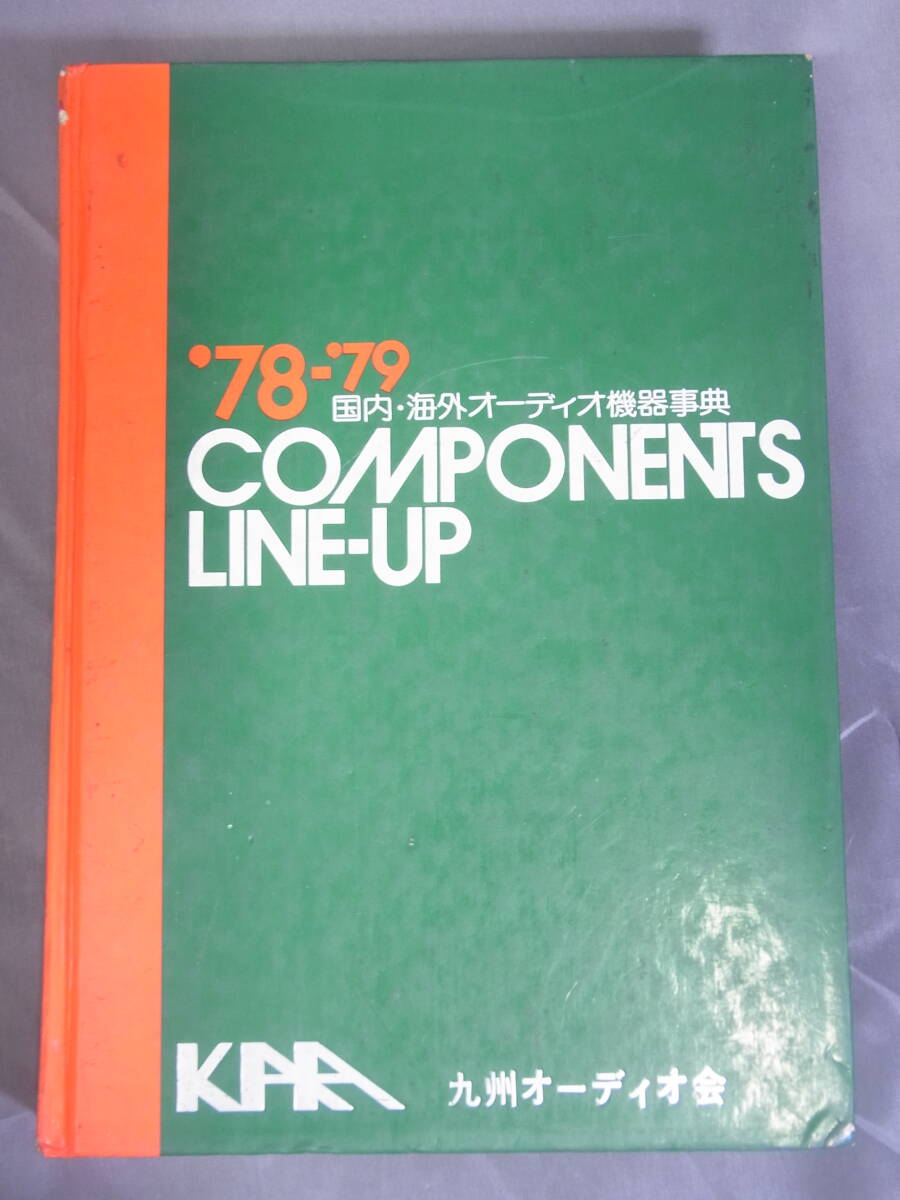 '78-'79
国内・海外オーディオ機器事典
COMPONENTS
LINE-UP
KAA 九州オーディオ会